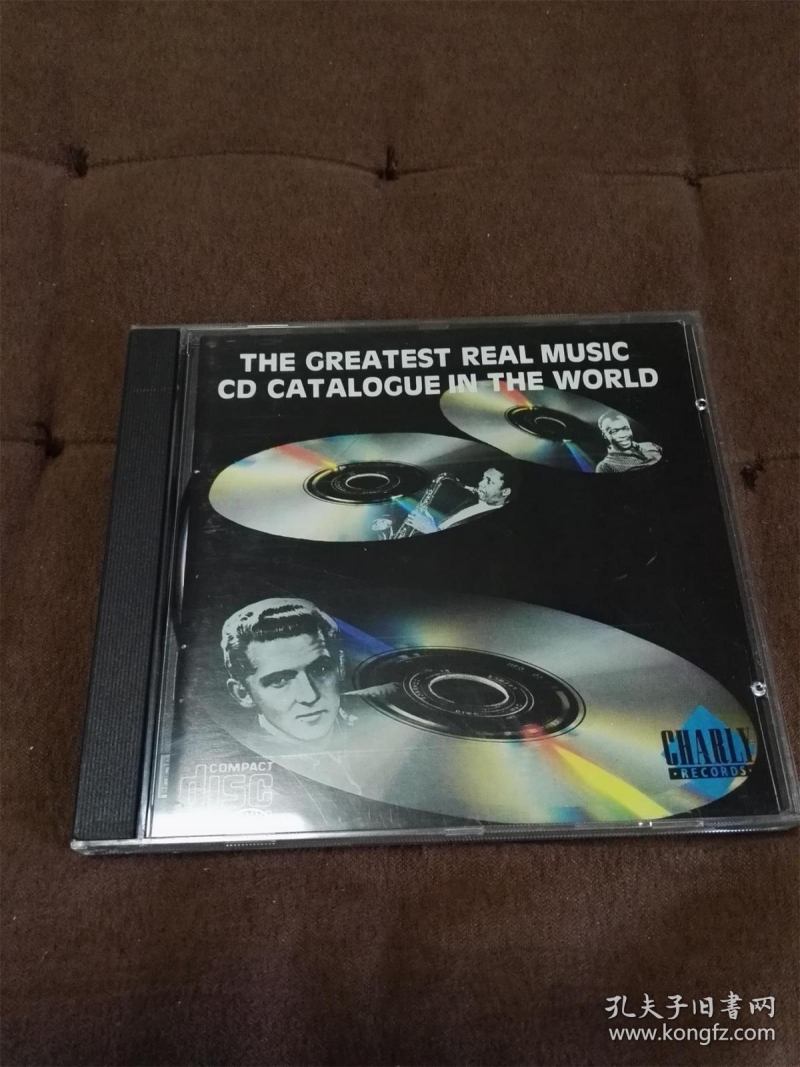 THE GREATEST REAL MUSIC
CD CATALOGUE IN THE WORLD
CHARLY
• RECORDS •
COMPACT
disc
孔夫子旧書网
www.kongfz.com